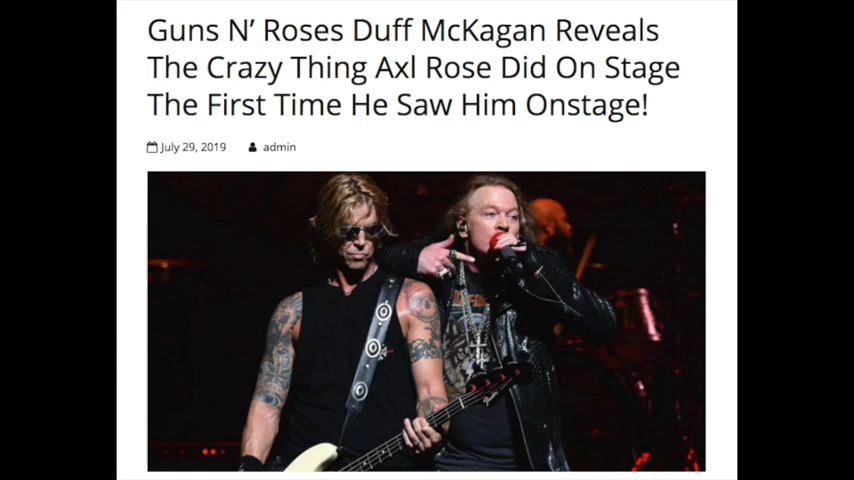 Guns N’ Roses Duff McKagan Reveals
The Crazy Thing Axl Rose Did On Stage
The First Time He Saw Him Onstage!
July 29, 2019 admin